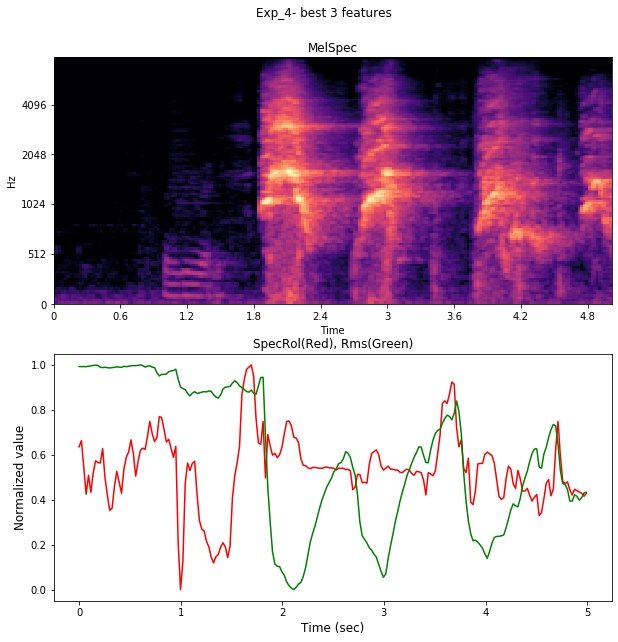 Exp_4- best 3 features
MelSpec
Hz
4096
2048
1024
512
0
0 0.6 1.2 1.8 2.4 3 3.6 4.2 4.8
Time
SpecRol(Red), Rms(Green)
Normalized value
1.0
0.8
0.6
0.4
0.2
0.0
0 1 2 3 4 5
Time (sec)